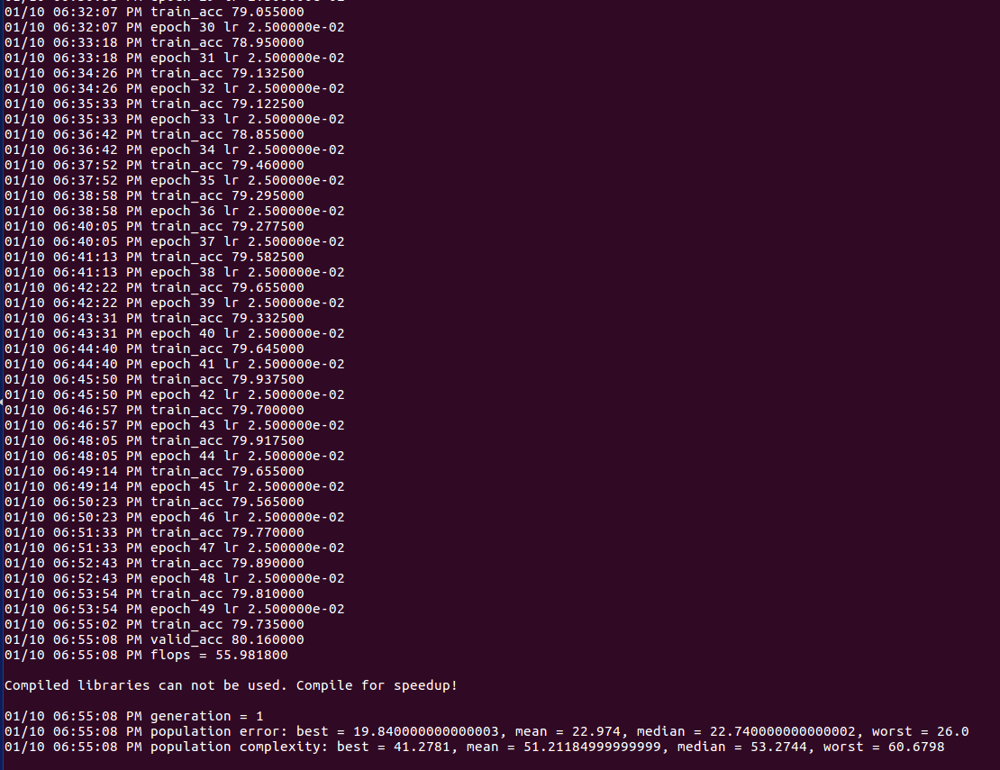 01/10 06:32:07 PM train_acc 79.055000
01/10 06:32:07 PM epoch 30 lr 2.500000e-02
01/10 06:33:18 PM train_acc 78.950000
01/10 06:33:18 PM epoch 31 lr 2.500000e-02
01/10 06:34:26 PM train_acc 79.132500
01/10 06:34:26 PM epoch 32 lr 2.500000e-02
01/10 06:35:33 PM train_acc 79.122500
01/10 06:35:33 PM epoch 33 lr 2.500000e-02
01/10 06:36:42 PM train_acc 78.855000
01/10 06:36:42 PM epoch 34 lr 2.500000e-02
01/10 06:37:52 PM train_acc 79.460000
01/10 06:37:52 PM epoch 35 lr 2.500000e-02
01/10 06:38:58 PM train_acc 79.295000
01/10 06:38:58 PM epoch 36 lr 2.500000e-02
01/10 06:40:05 PM train_acc 79.277500
01/10 06:40:05 PM epoch 37 lr 2.500000e-02
01/10 06:41:13 PM train_acc 79.582500
01/10 06:41:13 PM epoch 38 lr 2.500000e-02
01/10 06:42:22 PM train_acc 79.655000
01/10 06:42:22 PM epoch 39 lr 2.500000e-02
01/10 06:43:31 PM train_acc 79.332500
01/10 06:43:31 PM epoch 40 lr 2.500000e-02
01/10 06:44:40 PM train_acc 79.645000
01/10 06:44:40 PM epoch 41 lr 2.500000e-02
01/10 06:45:50 PM train_acc 79.937500
01/10 06:45:50 PM epoch 42 lr 2.500000e-02
01/10 06:46:57 PM train_acc 79.700000
01/10 06:46:57 PM epoch 43 lr 2.500000e-02
01/10 06:48:05 PM train_acc 79.917500
01/10 06:48:05 PM epoch 44 lr 2.500000e-02
01/10 06:49:14 PM train_acc 79.655000
01/10 06:49:14 PM epoch 45 lr 2.500000e-02
01/10 06:50:23 PM train_acc 79.565000
01/10 06:50:23 PM epoch 46 lr 2.500000e-02
01/10 06:51:33 PM train_acc 79.770000
01/10 06:51:33 PM epoch 47 lr 2.500000e-02
01/10 06:52:43 PM train_acc 79.890000
01/10 06:52:43 PM epoch 48 lr 2.500000e-02
01/10 06:53:54 PM train_acc 79.810000
01/10 06:53:54 PM epoch 49 lr 2.500000e-02
01/10 06:55:02 PM train_acc 79.735000
01/10 06:55:08 PM valid_acc 80.160000
01/10 06:55:08 PM flops = 55.981800
Compiled libraries can not be used. Compile for speedup!
01/10 06:55:08 PM generation = 1
01/10 06:55:08 PM population error: best = 19.840000000000003, mean = 22.974, median = 22.740000000000002, worst = 26.0
01/10 06:55:08 PM population complexity: best = 41.2781, mean = 51.21184999999999, median = 53.2744, worst = 60.6798